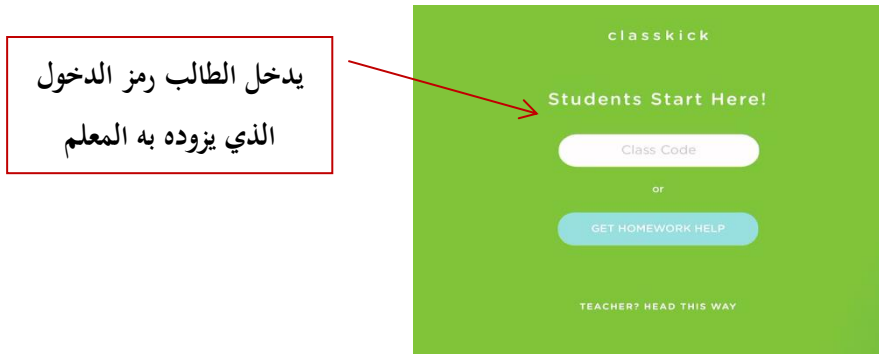 يدخل الطالب رمز الدخول
الذي يزوده به المعلم
classkick
Students Start Here!
Class Code
or
GET HOMEWORK HELP
TEACHER? HEAD THIS WAY